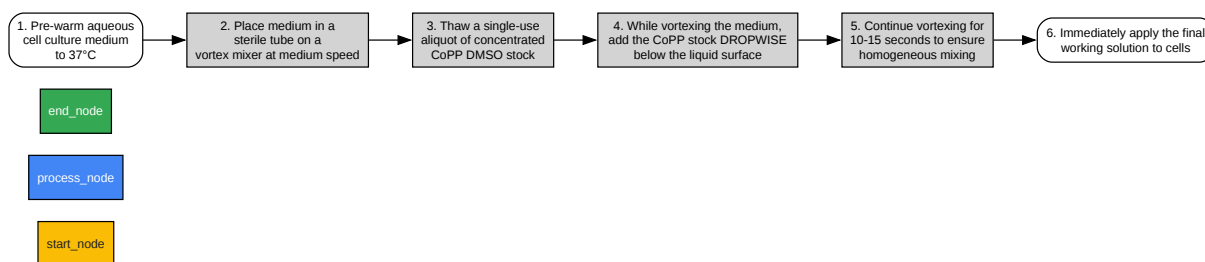 1. Pre-warm aqueous
cell culture medium
to 37°C
2. Place medium in a
sterile tube on a
vortex mixer at medium speed
3. Thaw a single-use
aliquot of concentrated
CoPP DMSO stock
4. While vortexing the medium,
add the CoPP stock DROPWISE
below the liquid surface
5. Continue vortexing for
10-15 seconds to ensure
homogeneous mixing
6. Immediately apply the final
working solution to cells
end_node
process_node
start_node